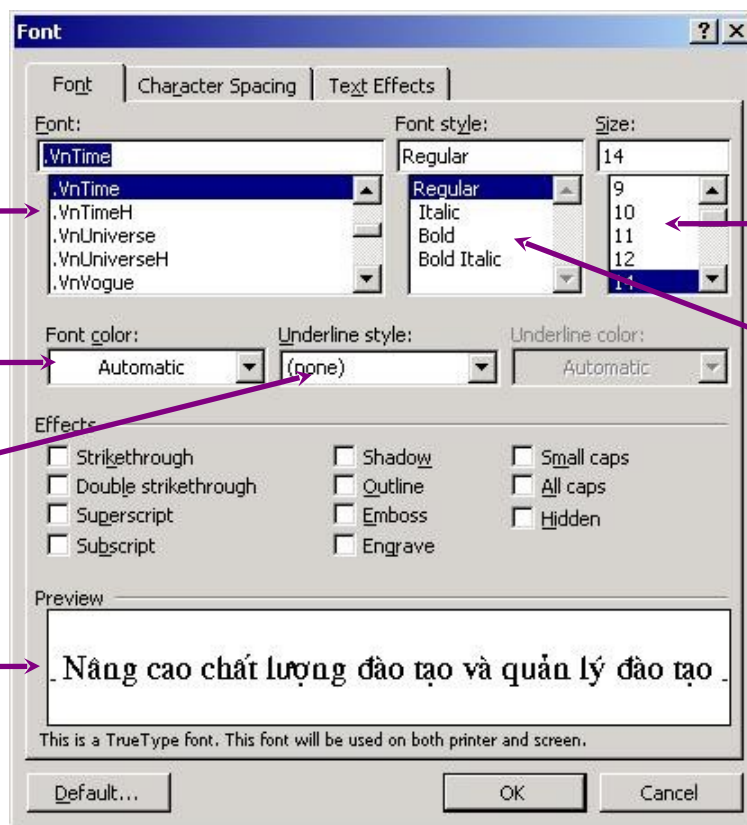 Font
Font Character Spacing Text Effects
Font: Font style: Size:
.VnTime Regular 14
.VnTime Regular 9
.VnTimeH Italic 10
.VnUniverse Bold 11
.VnUniverseH Bold Italic 12
.VnVogue 14
Font color: Underline style: Underline color:
Automatic (none) Automatic
Effects
Strikethrough Shadow Small caps
Double strikethrough Outline All caps
Superscript Emboss Hidden
Subscript Engrave
Preview
Nâng cao chất lượng đào tạo và quản lý đào tạo
This is a TrueType font. This font will be used on both printer and screen.
Default... OK Cancel